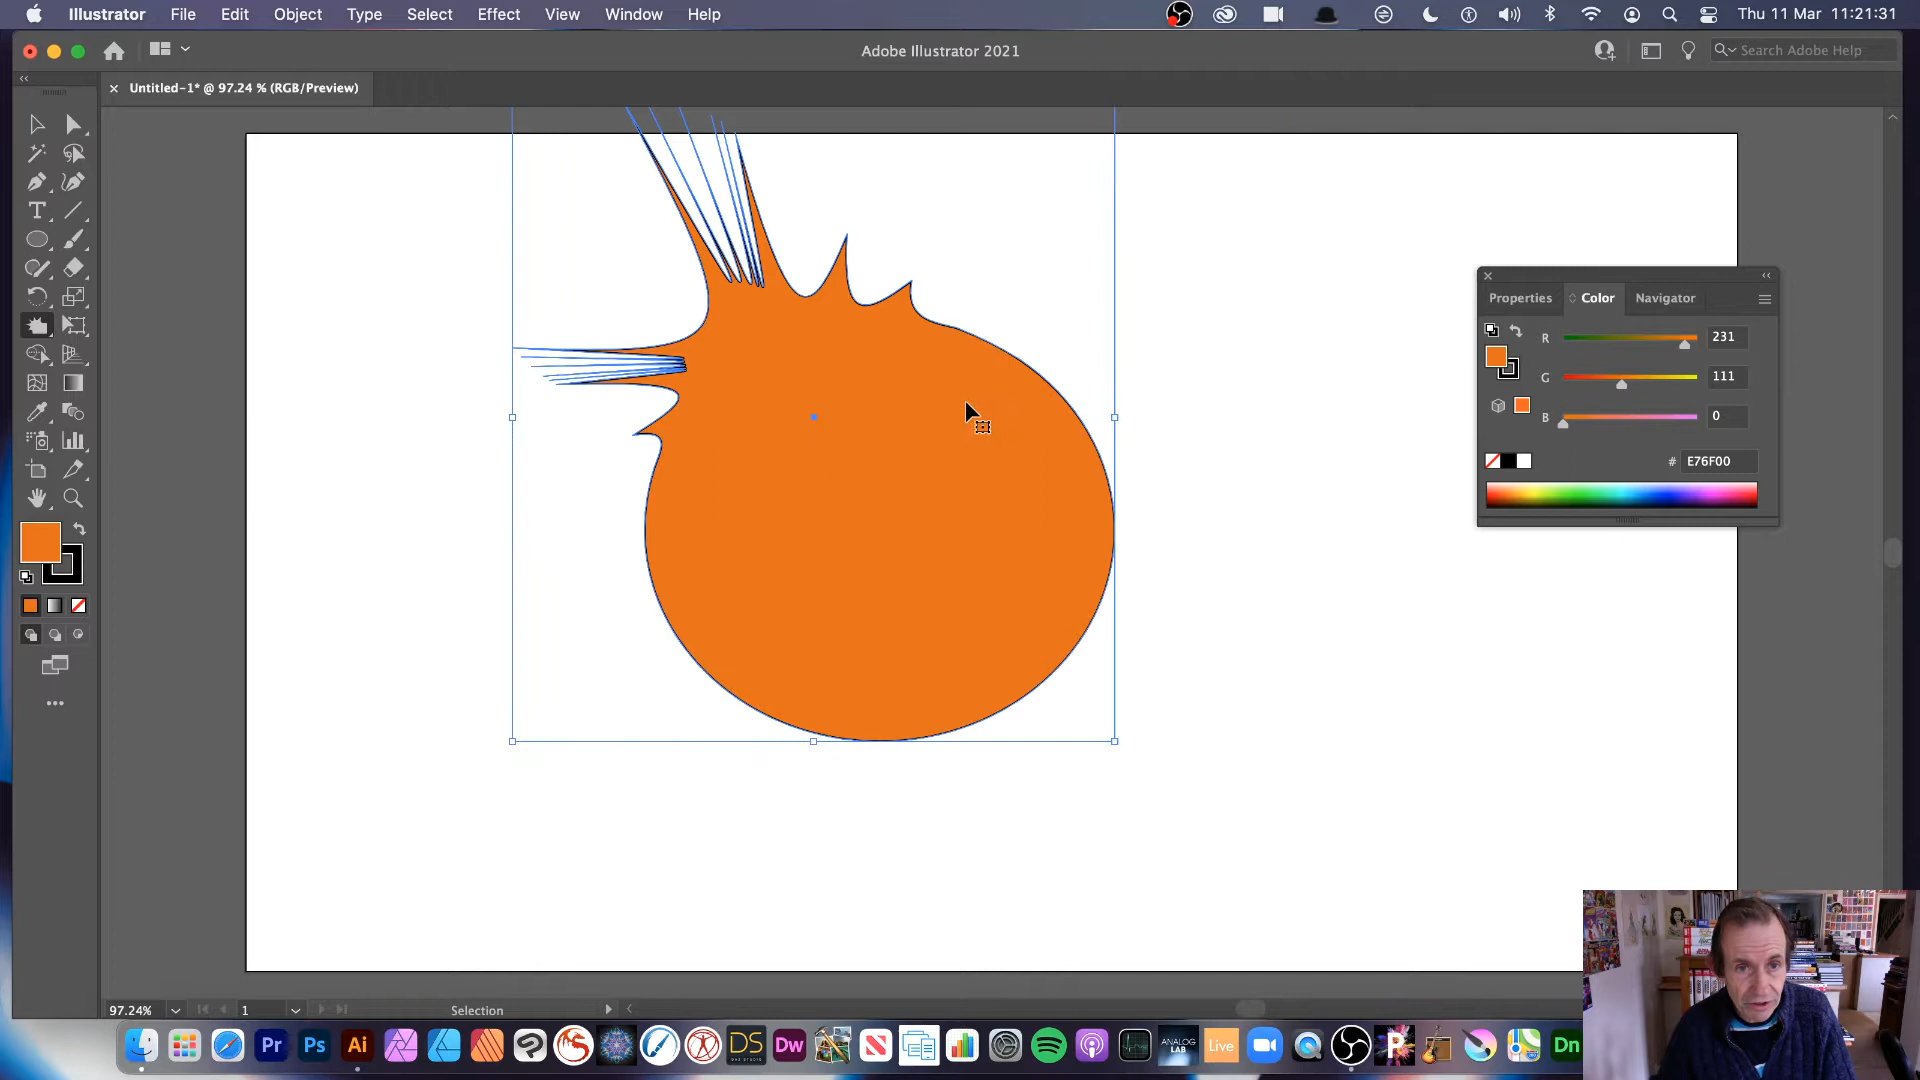 Illustrator File Edit Object Type Select Effect View Window Help Thu 11 Mar 11:21:31
Adobe Illustrator 2021
Search Adobe Help
Untitled-1* @ 97.24 % (RGB/Preview)
Properties Color Navigator
R 231
G 111
B 0
# E76F00
97.24% 1 Selection
Pr Ps Ai DS Dw ANALOG LAB Live P Dn